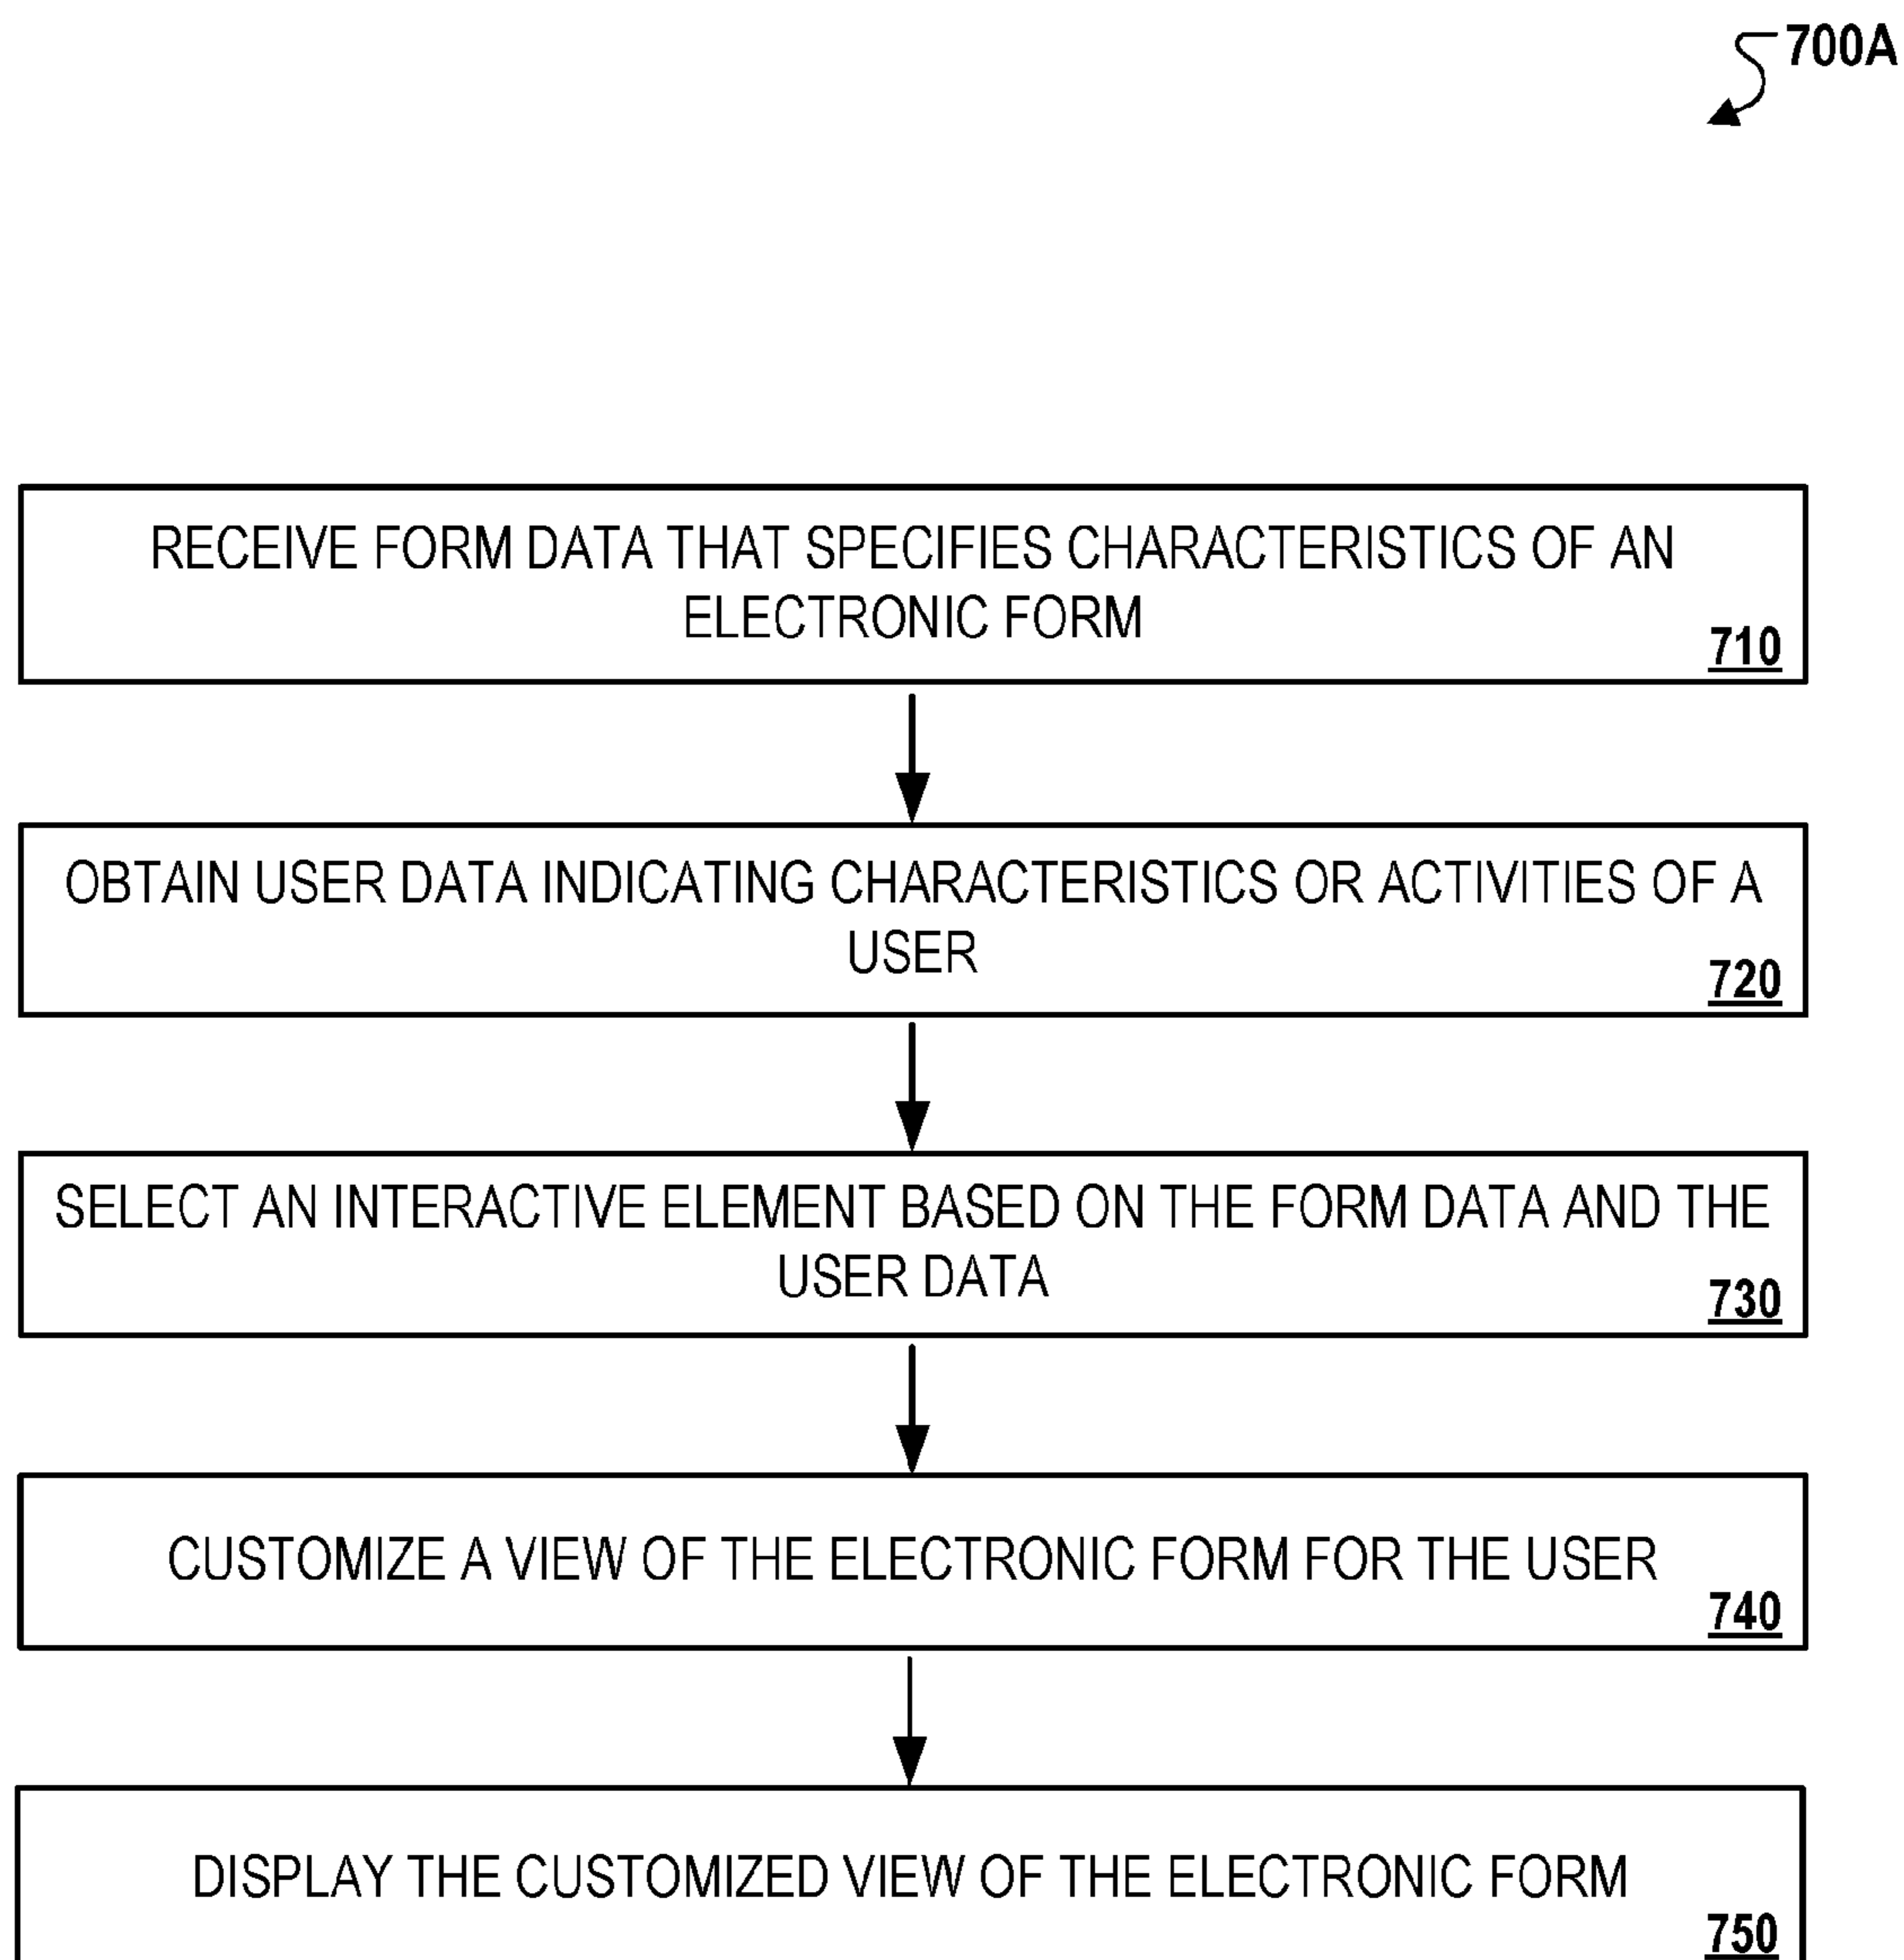 700A
RECEIVE FORM DATA THAT SPECIFIES CHARACTERISTICS OF AN
ELECTRONIC FORM
710
OBTAIN USER DATA INDICATING CHARACTERISTICS OR ACTIVITIES OF A
USER
720
SELECT AN INTERACTIVE ELEMENT BASED ON THE FORM DATA AND THE
USER DATA
730
CUSTOMIZE A VIEW OF THE ELECTRONIC FORM FOR THE USER
740
DISPLAY THE CUSTOMIZED VIEW OF THE ELECTRONIC FORM
750